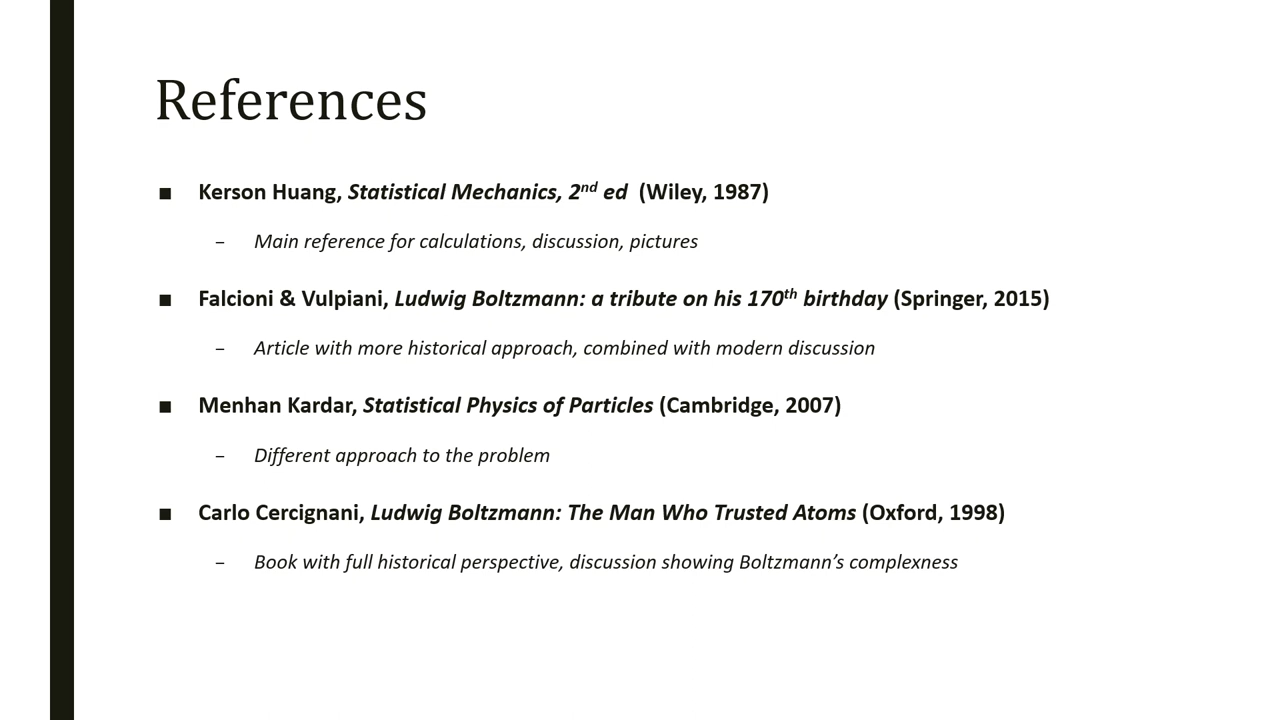 References
■ Kerson Huang, Statistical Mechanics, 2nd ed (Wiley, 1987)
– Main reference for calculations, discussion, pictures
■ Falcioni & Vulpiani, Ludwig Boltzmann: a tribute on his 170th birthday (Springer, 2015)
– Article with more historical approach, combined with modern discussion
■ Menhan Kardar, Statistical Physics of Particles (Cambridge, 2007)
– Different approach to the problem
■ Carlo Cercignani, Ludwig Boltzmann: The Man Who Trusted Atoms (Oxford, 1998)
– Book with full historical perspective, discussion showing Boltzmann’s complexness